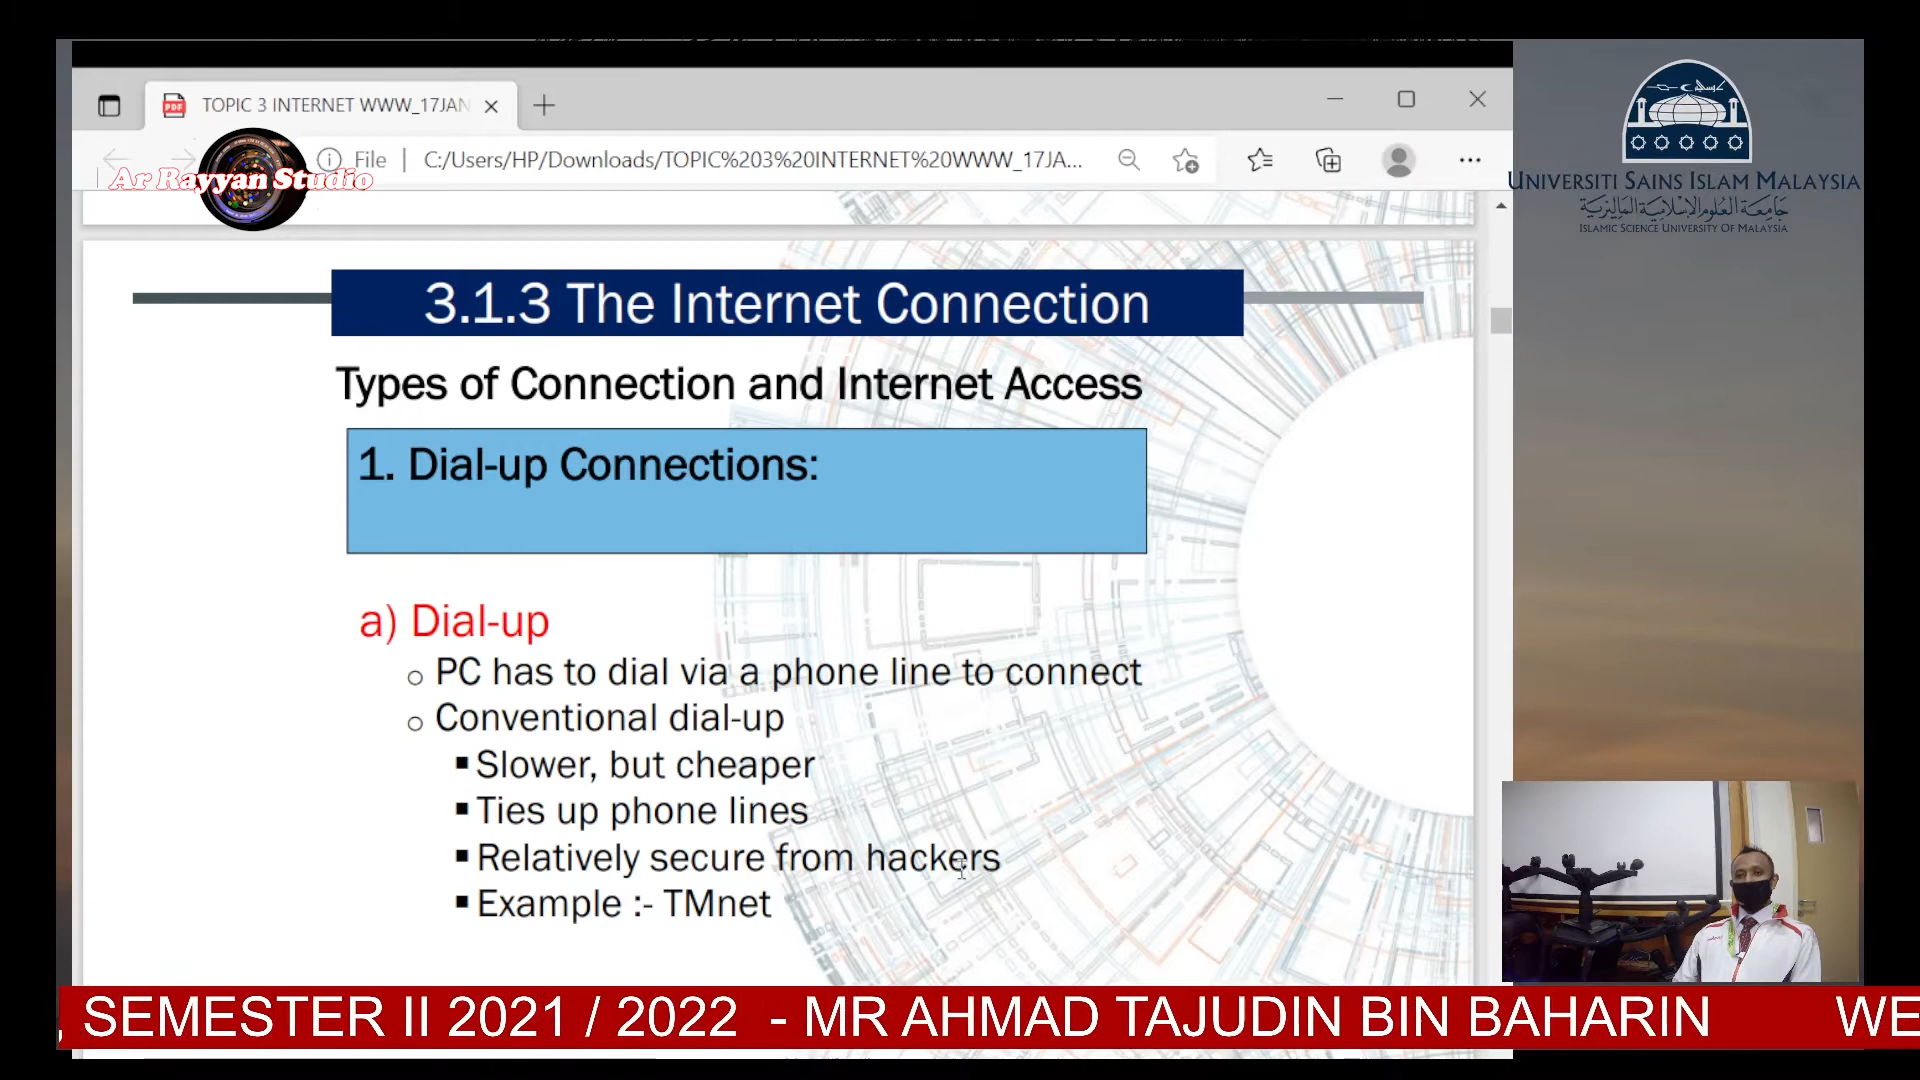 TOPIC 3 INTERNET WWW_17JAN
File
C:/Users/HP/Downloads/TOPIC%203%20INTERNET%20WWW_17JA...
Ar Rayyan Studio
UNIVERSITI SAINS ISLAM MALAYSIA
جامعة العلوم الإسلامية الماليزية
ISLAMIC SCIENCE UNIVERSITY OF MALAYSIA
3.1.3 The Internet Connection
Types of Connection and Internet Access
1. Dial-up Connections:
a) Dial-up
o PC has to dial via a phone line to connect
o Conventional dial-up
▪ Slower, but cheaper
▪ Ties up phone lines
▪ Relatively secure from hackers
▪ Example :- TMnet
, SEMESTER II 2021 / 2022 - MR AHMAD TAJUDIN BIN BAHARIN WE